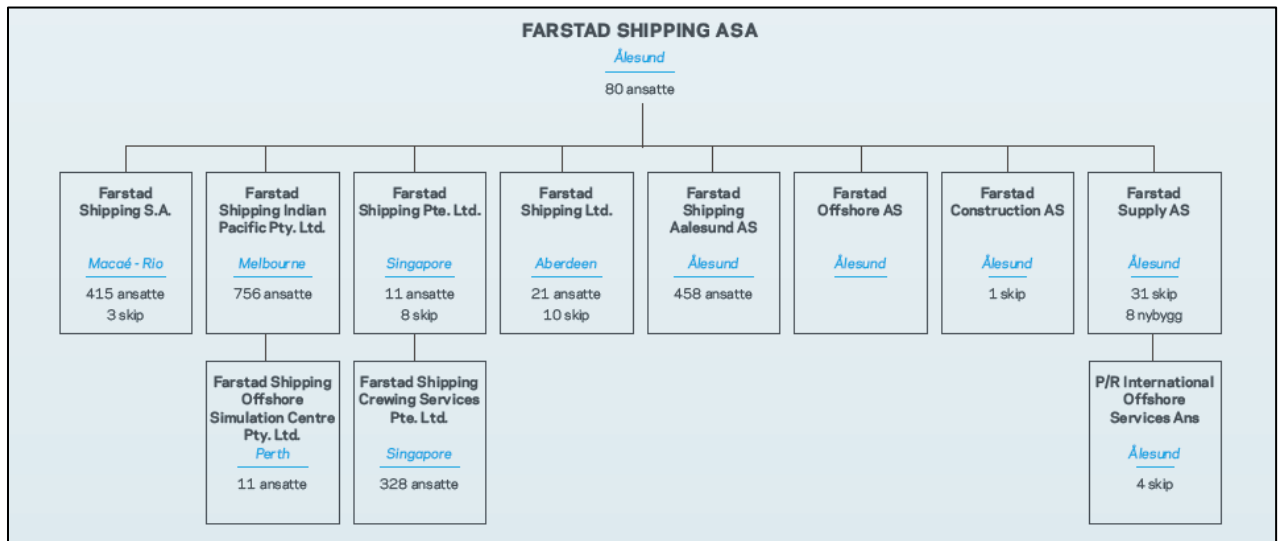 FARSTAD SHIPPING ASA
Ålesund
80 ansatte
Farstad
Shipping S.A.
Macaé - Rio
415 ansatte
3 skip
Farstad
Shipping Indian
Pacific Pty. Ltd.
Melbourne
756 ansatte
Farstad
Shipping Pte. Ltd.
Singapore
11 ansatte
8 skip
Farstad
Shipping Ltd.
Aberdeen
21 ansatte
10 skip
Farstad
Shipping
Aalesund AS
Ålesund
458 ansatte
Farstad
Offshore AS
Ålesund
Farstad
Construction AS
Ålesund
1 skip
Farstad
Supply AS
Ålesund
31 skip
8 nybygg
Farstad Shipping
Offshore
Simulation Centre
Pty. Ltd.
Perth
11 ansatte
Farstad Shipping
Crewing Services
Pte. Ltd.
Singapore
328 ansatte
P/R International
Offshore
Services Ans
Ålesund
4 skip